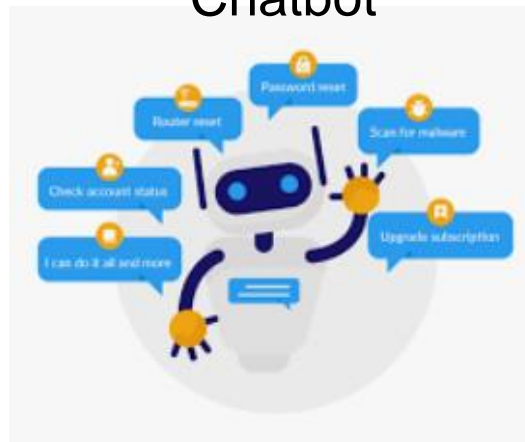 Chatbot
Password reset
Router reset
Scan for malware
Check account status
Upgrade subscription
I can do it all and more